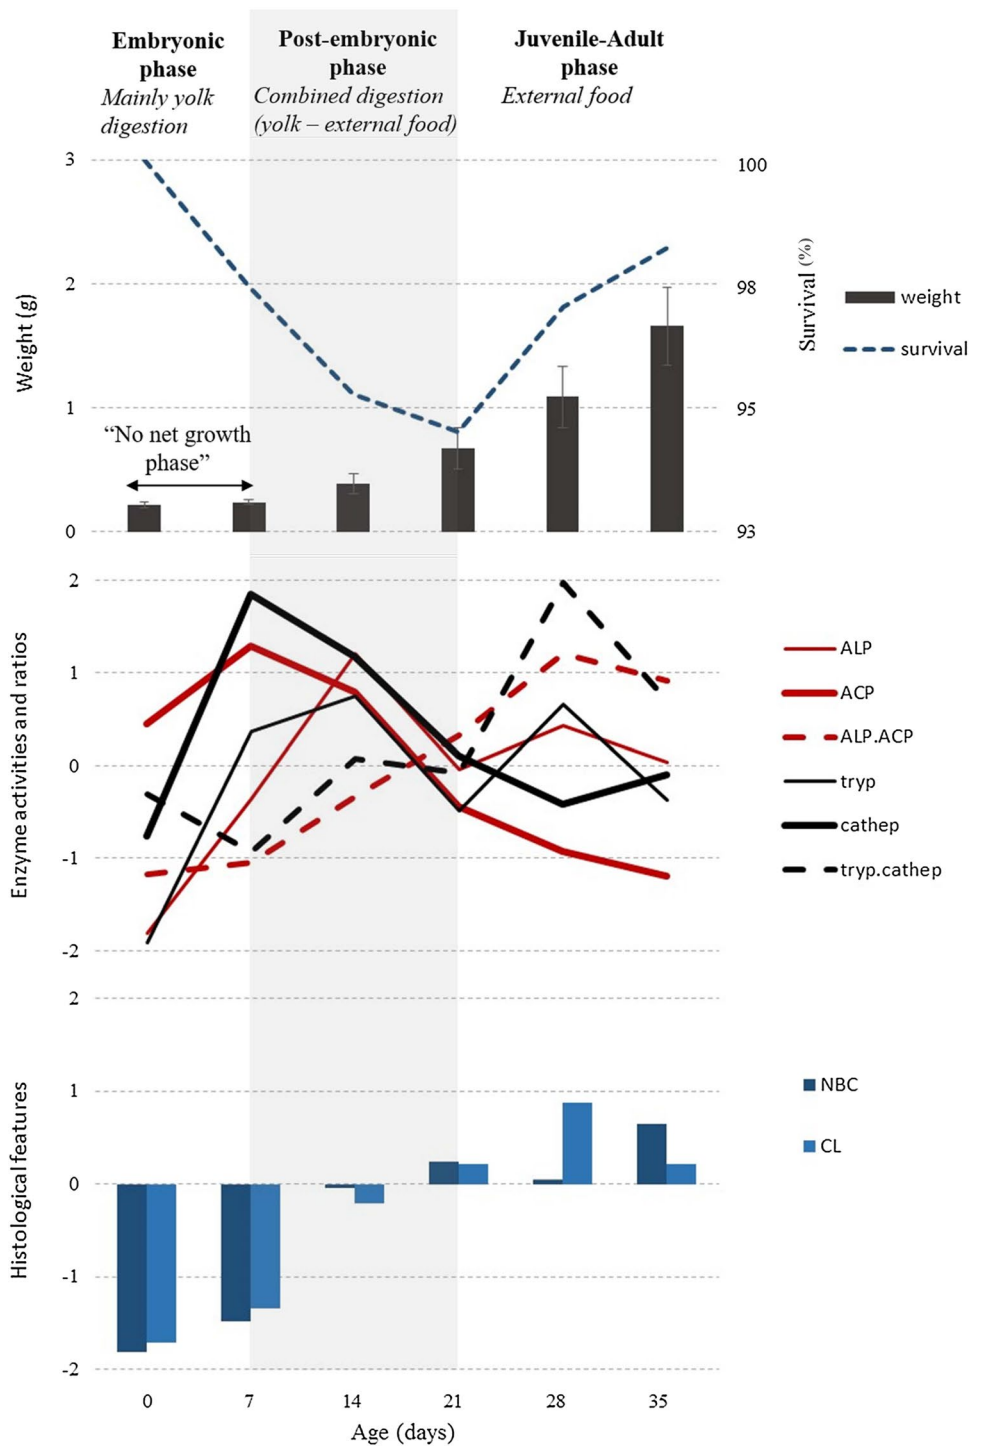 Embryonic
phase
Mainly yolk
digestion
Post-embryonic
phase
Combined digestion
(yolk – external food)
Juvenile-Adult
phase
External food
3
2
1
0
Weight (g)
100
98
95
93
Survival (%)
weight
survival
“No net growth
phase”
2
1
0
-1
-2
Enzyme activities and ratios
ALP
ACP
ALP.ACP
tryp
cathep
tryp.cathep
2
1
0
-1
-2
Histological features
NBC
CL
0 7 14 21 28 35
Age (days)